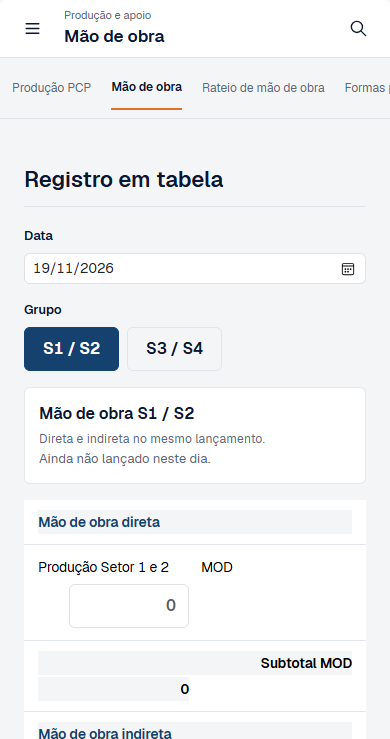 Produção e apoio
Mão de obra
Produção PCP
Mão de obra
Rateio de mão de obra
Formas
Registro em tabela
Data
19/11/2026
Grupo
S1 / S2
S3 / S4
Mão de obra S1 / S2
Direta e indireta no mesmo lançamento.
Ainda não lançado neste dia.
Mão de obra direta
Produção Setor 1 e 2
MOD
0
Subtotal MOD
0
Mão de obra indireta